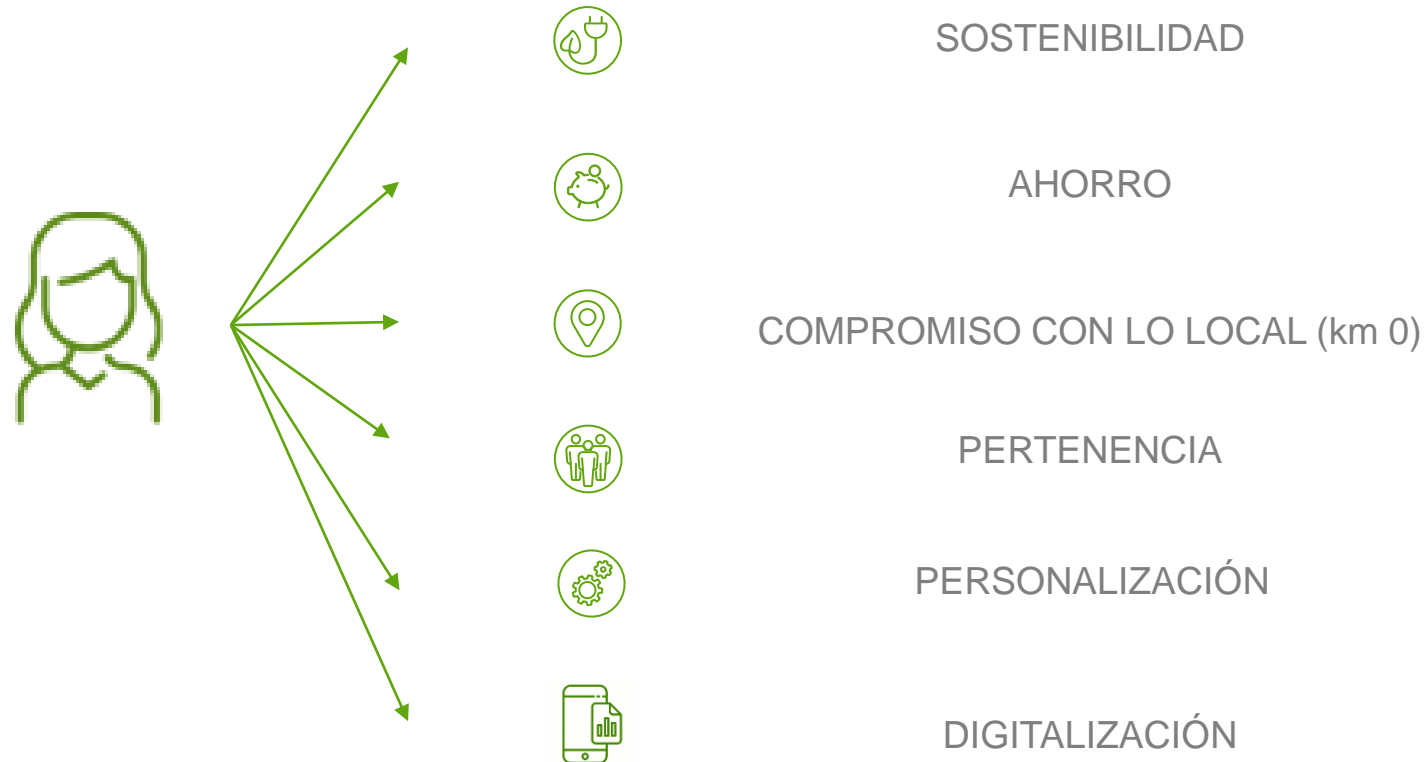 SOSTENIBILIDAD
AHORRO
COMPROMISO CON LO LOCAL (km 0)
PERTENENCIA
PERSONALIZACIÓN
DIGITALIZACIÓN